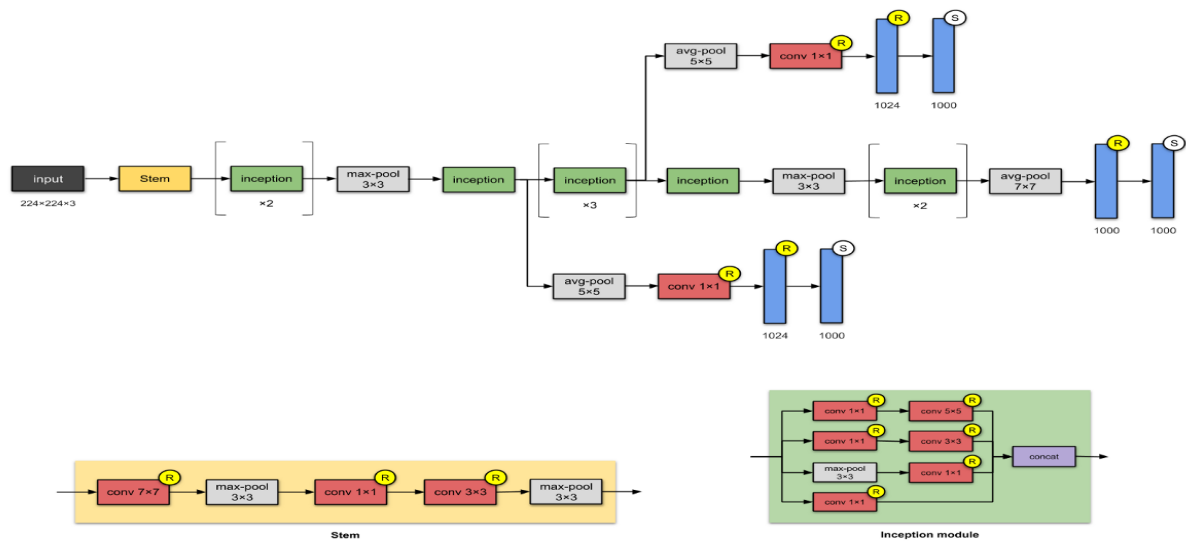 R
S
avg-pool
5×5
conv 1×1
R
1024
1000
input
224×224×3
Stem
inception
×2
max-pool
3×3
inception
inception
×3
inception
max-pool
3×3
inception
×2
avg-pool
7×7
R
S
1000
1000
avg-pool
5×5
conv 1×1
R
R
S
1024
1000
conv 7×7
R
max-pool
3×3
conv 1×1
R
conv 3×3
R
max-pool
3×3
Stem
conv 1×1
R
conv 5×5
R
conv 1×1
R
conv 3×3
R
max-pool
3×3
conv 1×1
R
conv 1×1
R
concat
Inception module